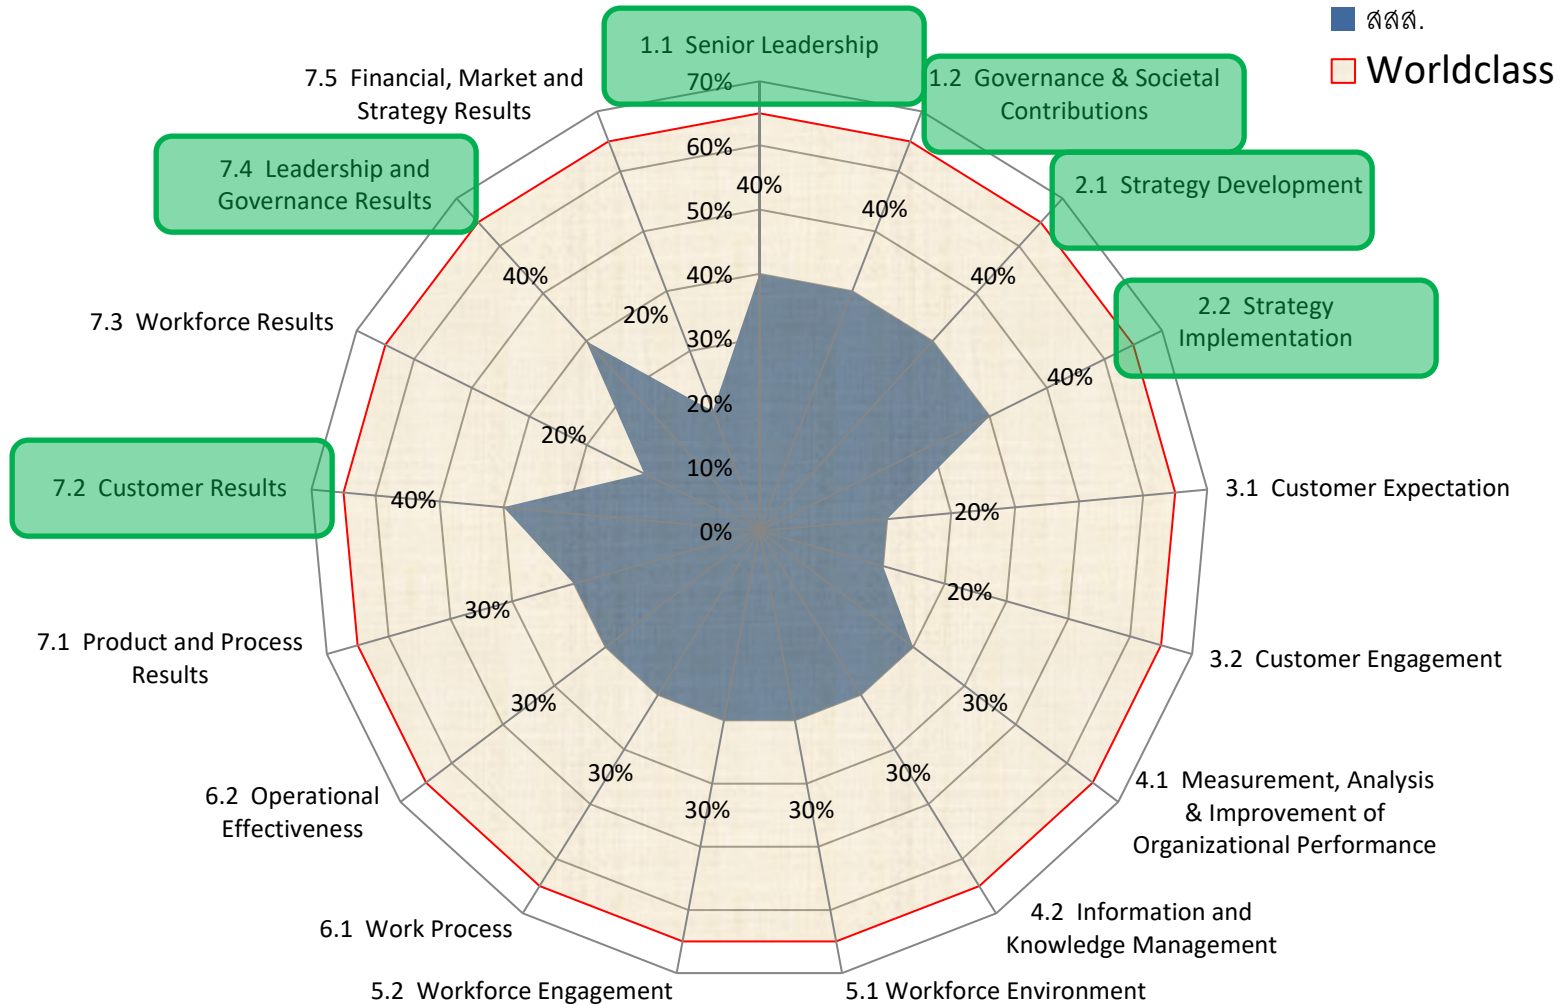 สสส.
Worldclass
1.1 Senior Leadership
1.2 Governance & Societal
Contributions
2.1 Strategy Development
2.2 Strategy
Implementation
3.1 Customer Expectation
3.2 Customer Engagement
4.1 Measurement, Analysis
& Improvement of
Organizational Performance
4.2 Information and
Knowledge Management
5.1 Workforce Environment
5.2 Workforce Engagement
6.1 Work Process
6.2 Operational
Effectiveness
7.1 Product and Process
Results
7.2 Customer Results
7.3 Workforce Results
7.4 Leadership and
Governance Results
7.5 Financial, Market and
Strategy Results
70%
60%
50%
40%
30%
20%
10%
0%
40%
40%
40%
40%
20%
20%
30%
30%
30%
30%
30%
30%
30%
40%
20%
40%
20%